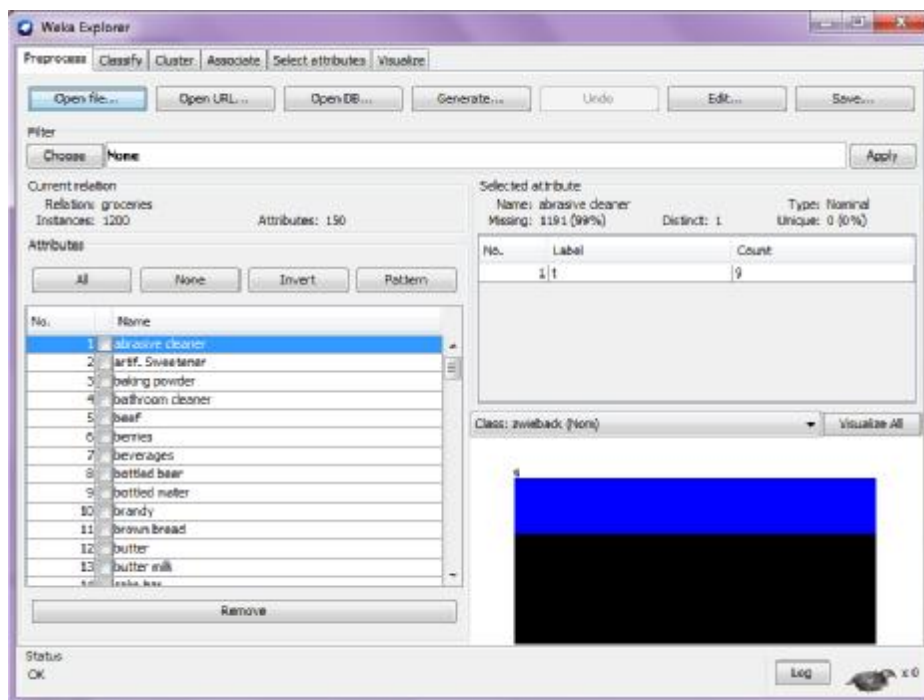 Weka Explorer
Preprocess Classify Cluster Associate Select attributes Visualize
Open file... Open URL... Open DB... Generate... Undo Edit... Save...
Filter
Choose None Apply
Current relation
Relation: groceries
Instances: 1200 Attributes: 150
Selected attribute
Name: abrasive cleaner Type: Nominal
Missing: 1191 (99%) Distinct: 1 Unique: 0 (0%)
Attributes
All None Invert Pattern
No. Name
1 abrasive cleaner
2 artif. Sweetener
3 baking powder
4 bathroom cleaner
5 beef
6 berries
7 beverages
8 bottled beer
9 bottled water
10 brandy
11 brown bread
12 butter
13 butter milk
14 cake bar
Remove
No. Label Count
1 t 9
Class: zwieback (Nom) Visualize All
Status
OK
Log x 0